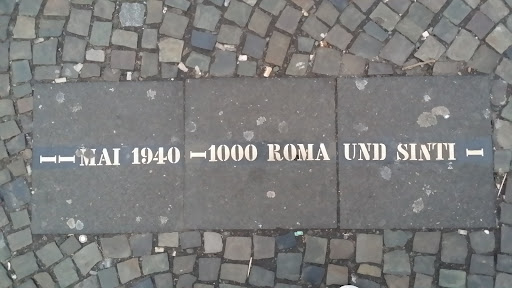 MAI 1940 – 1000 ROMA UND SINTI